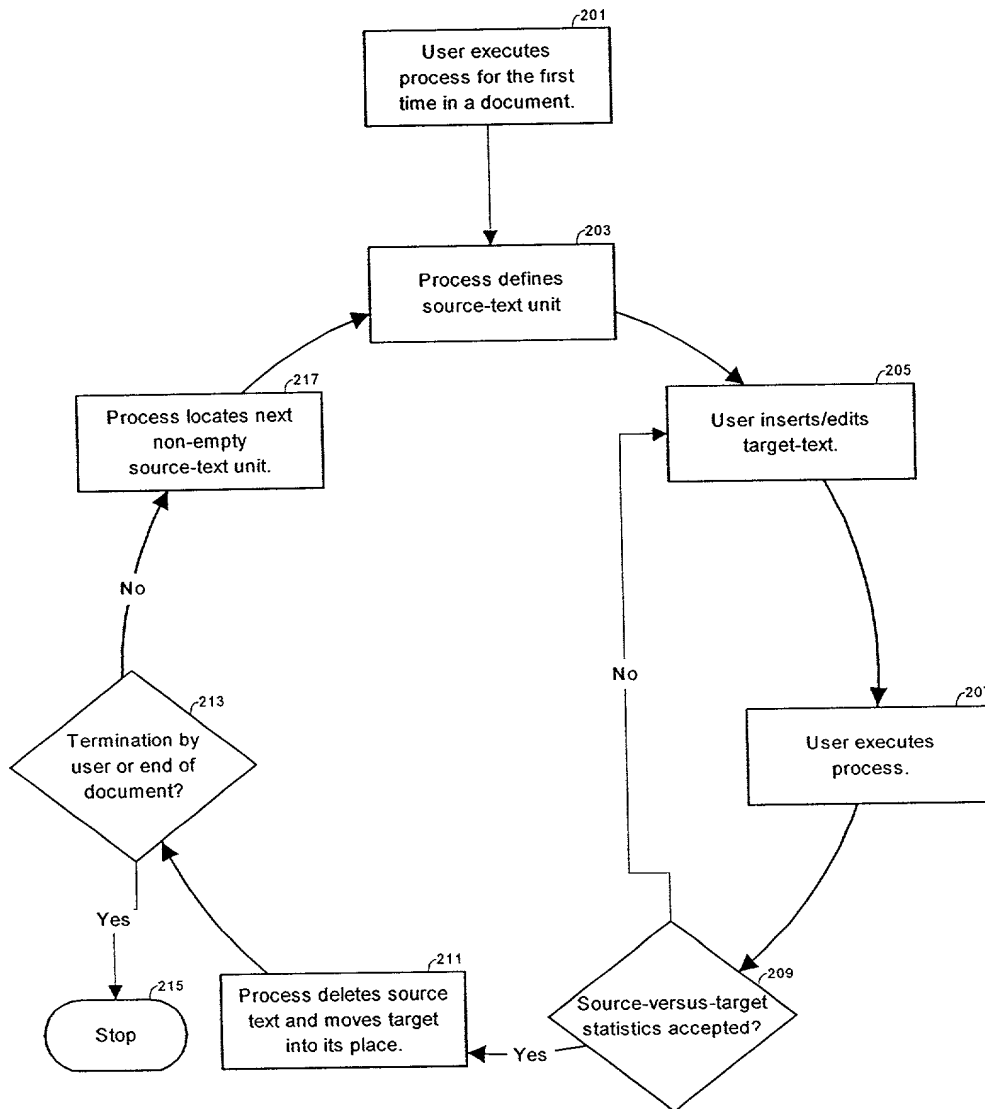 201
User executes
process for the first
time in a document.
203
Process defines
source-text unit
217
Process locates next
non-empty
source-text unit.
205
User inserts/edits
target-text.
No
No
213
Termination by
user or end of
document?
207
User executes
process.
Yes
211
Process deletes source
text and moves target
into its place.
209
Source-versus-target
statistics accepted?
215
Stop
Yes